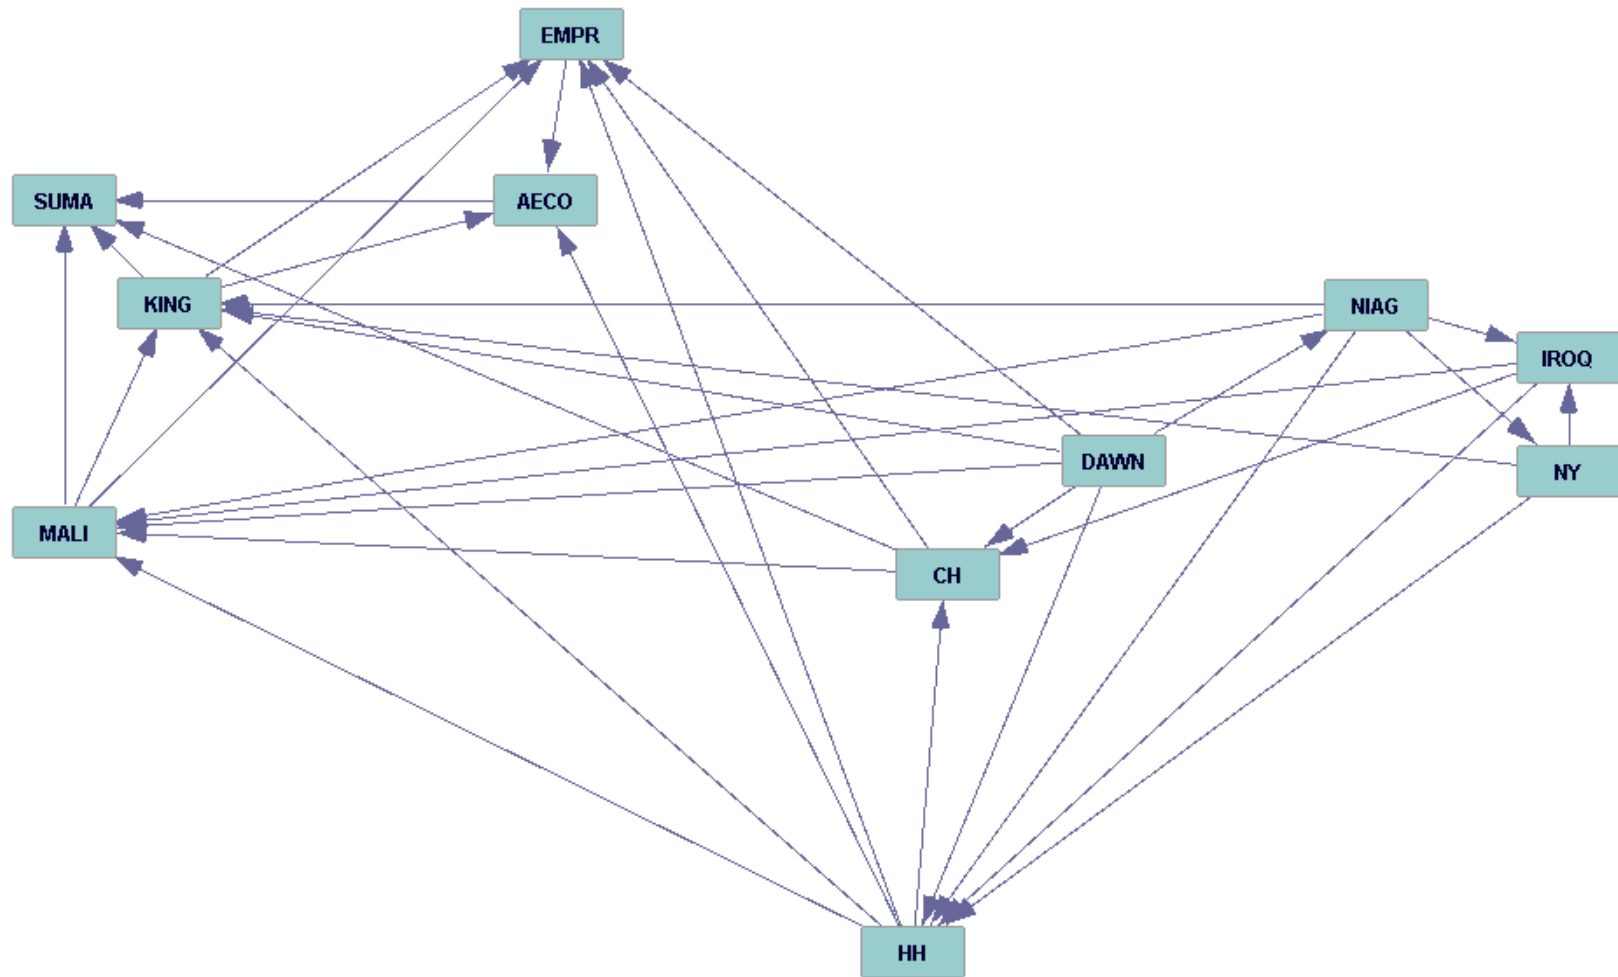 EMPR
SUMA
AECO
KING
NIAG
IROQ
DAWN
NY
MALI
CH
HH